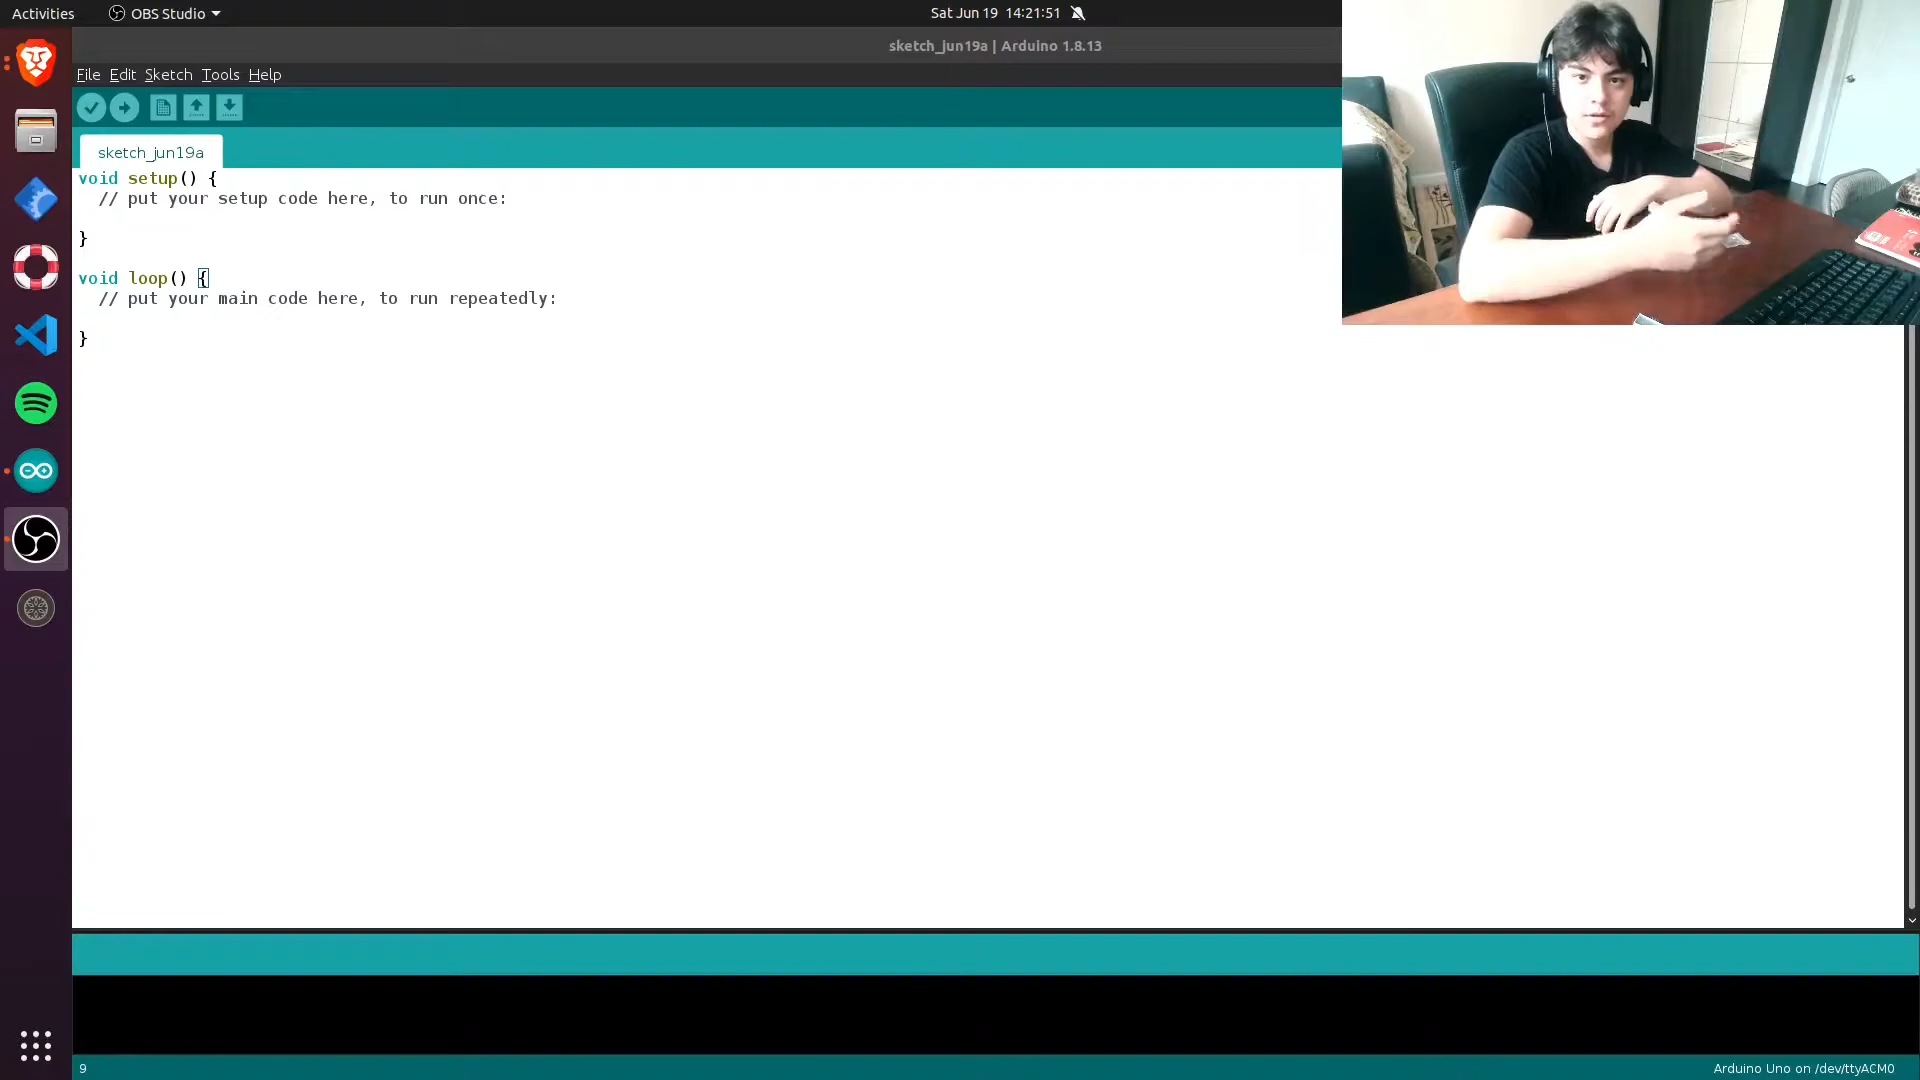 Activities
OBS Studio
Sat Jun 19 14:21:51
sketch_jun19a | Arduino 1.8.13
File Edit Sketch Tools Help
sketch_jun19a
void setup() {
// put your setup code here, to run once:
}
void loop() {
// put your main code here, to run repeatedly:
}
9
Arduino Uno on /dev/ttyACM0